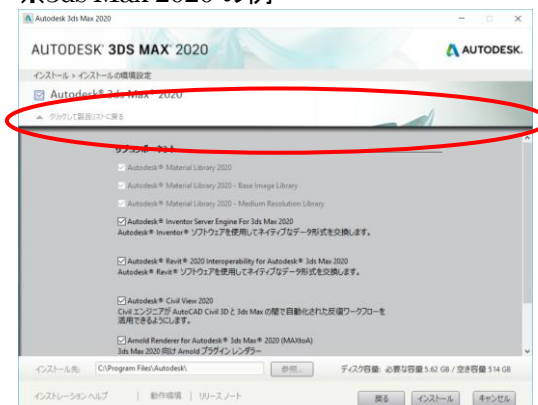 ※3ds Max 2020 の例
Autodesk 3ds Max 2020
AUTODESK® 3DS MAX® 2020
AUTODESK.
インストール > インストールの環境設定
Autodesk® 3ds Max® 2020
クリックして製品リストに戻る
サブコンポーネント
Autodesk® Material Library 2020
Autodesk® Material Library 2020 - Base Image Library
Autodesk® Material Library 2020 - Medium Resolution Library
Autodesk® Inventor Server Engine For 3ds Max 2020
Autodesk® Inventor® ソフトウェアを使用してネイティブなデータ形式を交換します。
Autodesk® Revit® 2020 Interoperability for Autodesk® 3ds Max 2020
Autodesk® Revit® ソフトウェアを使用してネイティブなデータ形式を交換します。
Autodesk® Civil View 2020
Civil エンジニアが AutoCAD Civil 3D と 3ds Max の間で自動化された反復ワークフローを
活用できるようにします。
Arnold Renderer for Autodesk® 3ds Max® 2020 (MAXtoA)
3ds Max 2020 向け Arnold プラグイン レンダラー
インストール先: C:\Program Files\Autodesk\ 参照... ディスク容量: 必要な容量 5.62 GB / 空き容量 514 GB
インストレーション ヘルプ | 動作環境 | リリース ノート 戻る インストール キャンセル